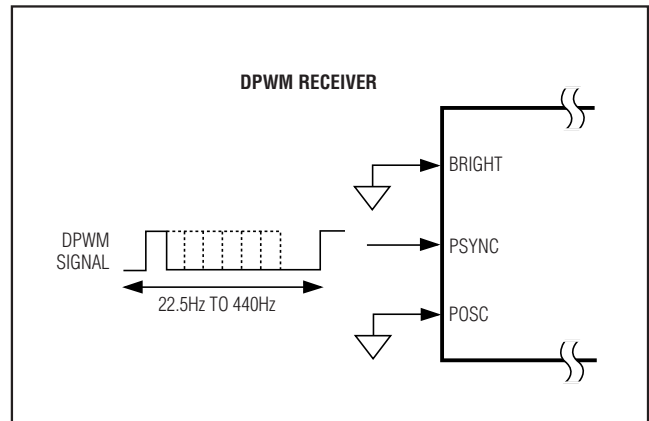 DPWM RECEIVER
BRIGHT
DPWM
SIGNAL
PSYNC
22.5Hz TO 440Hz
POSC